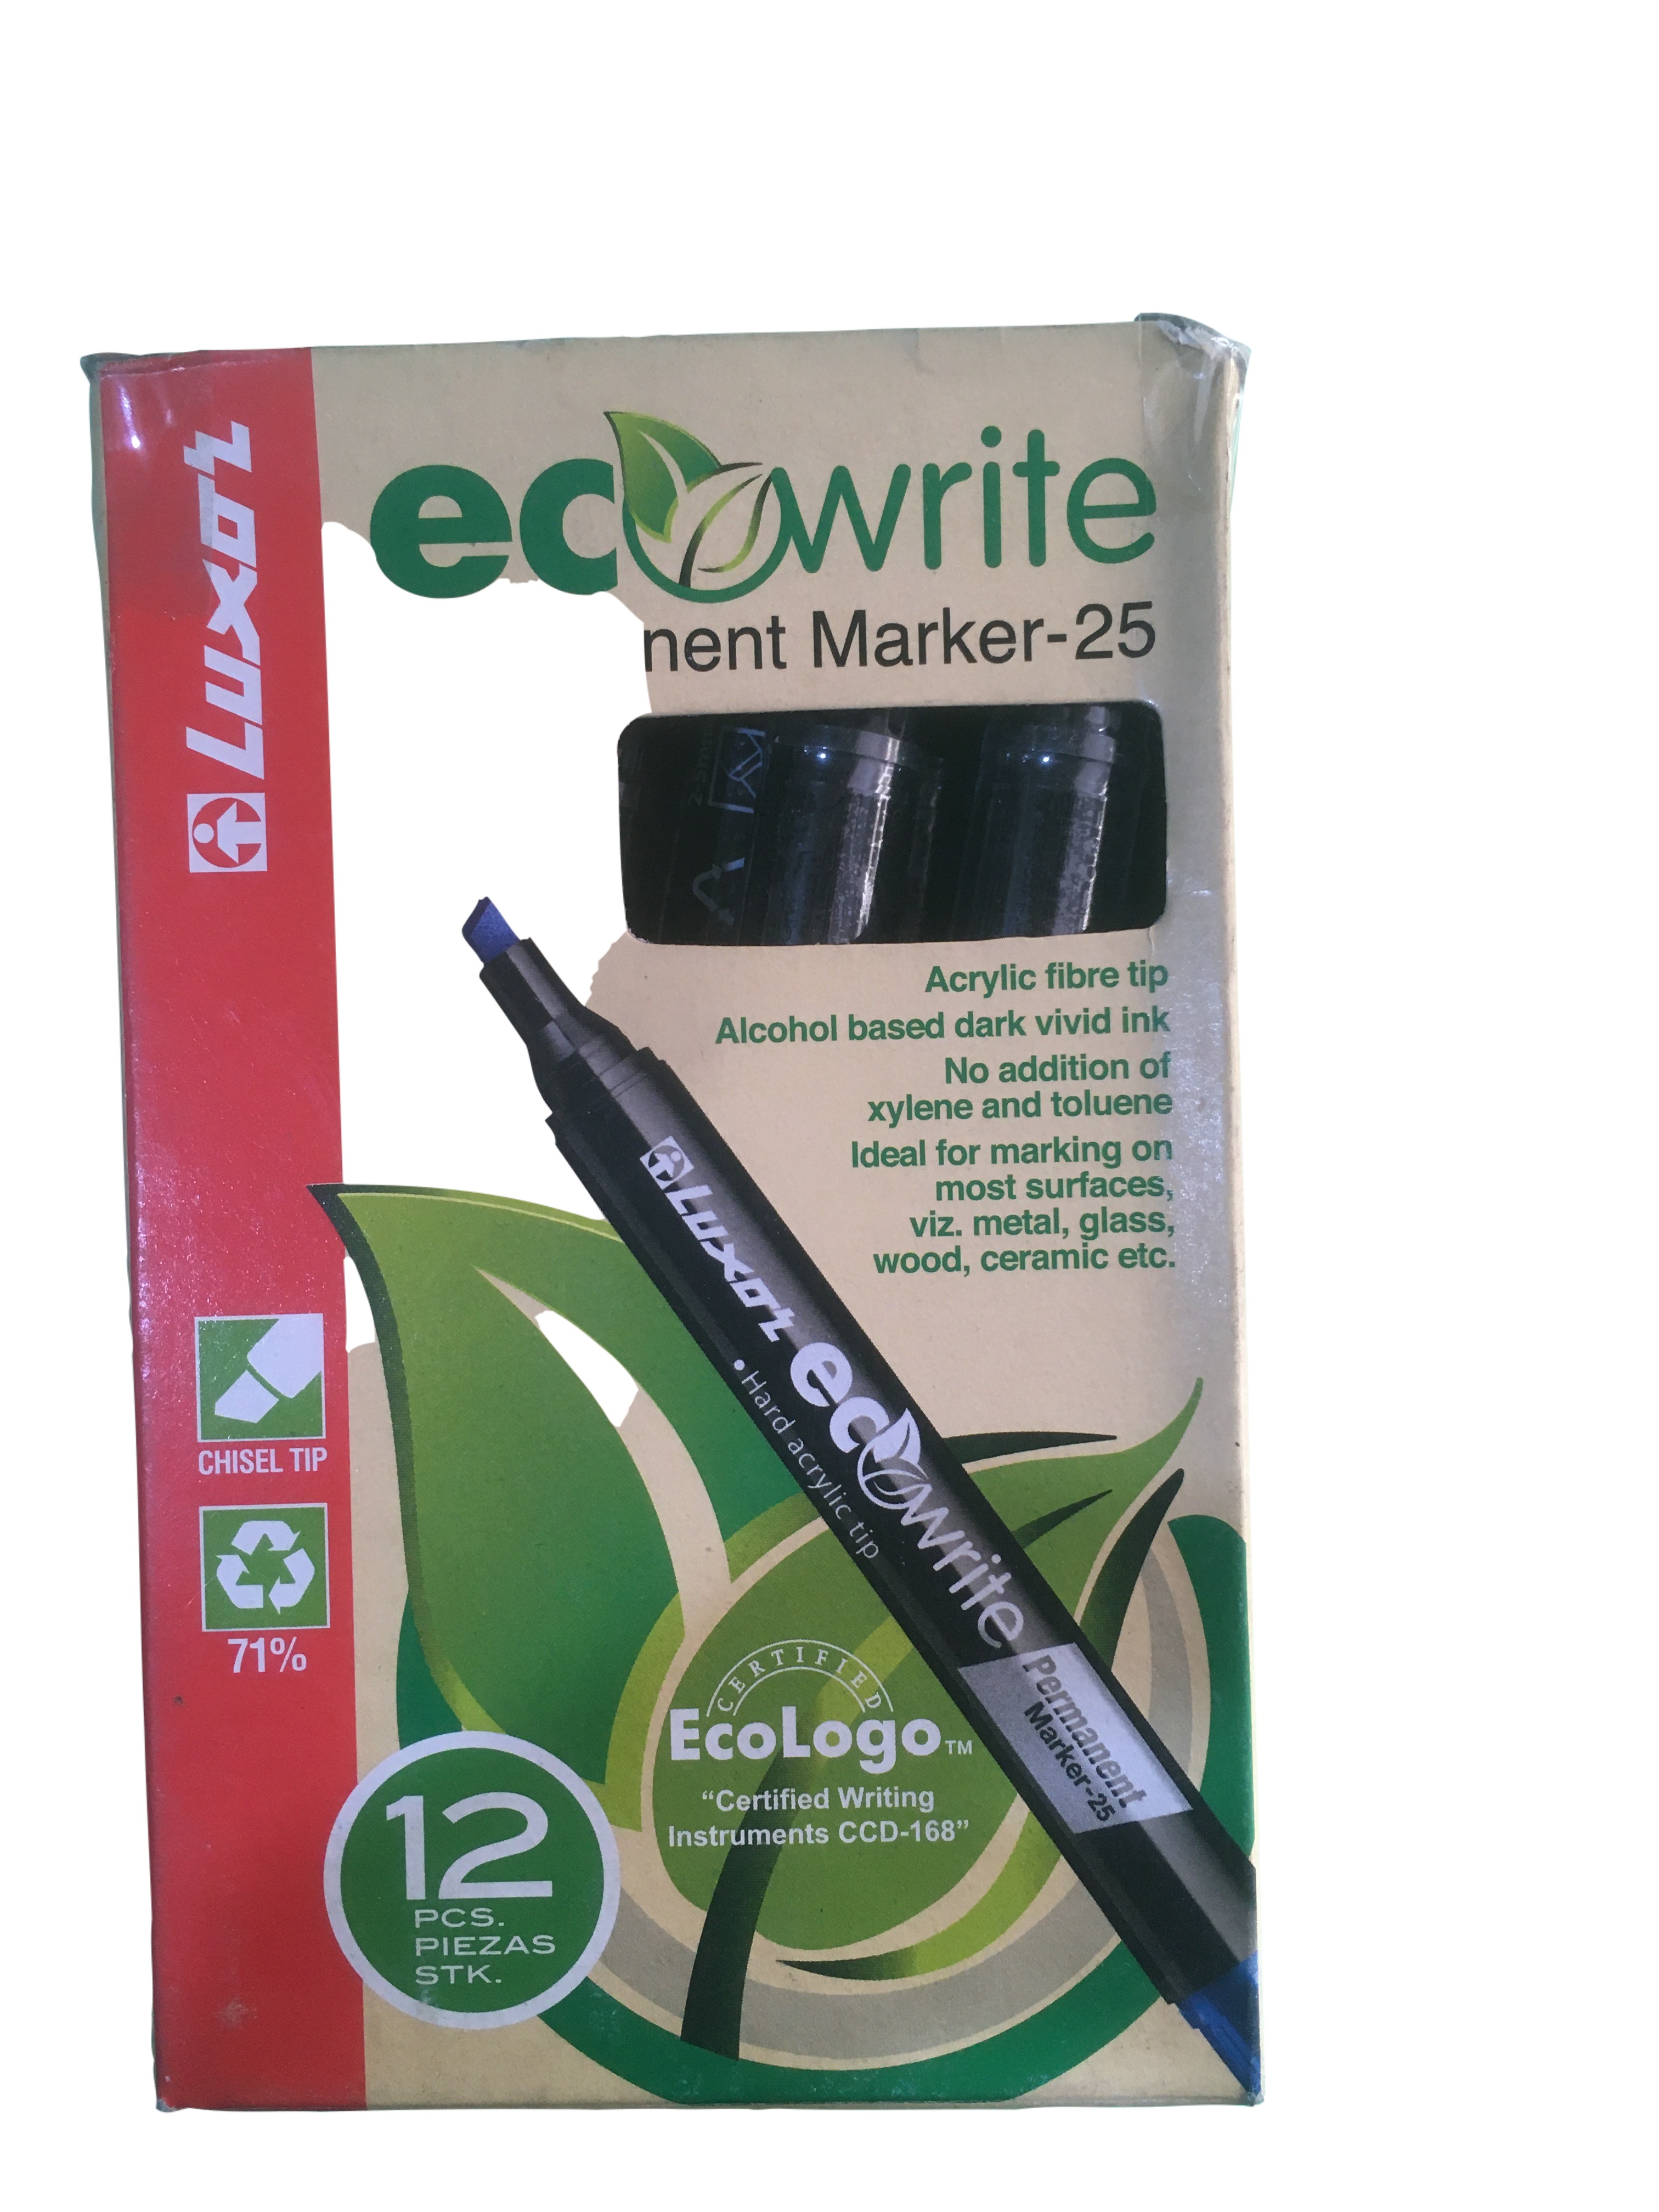 Luxor
ecowrite
nent Marker-25
Acrylic fibre tip
Alcohol based dark vivid ink
No addition of
xylene and toluene
Ideal for marking on
most surfaces,
viz. metal, glass,
wood, ceramic etc.
Luxor ecowrite
• Hard acrylic tip
Permanent
Marker-25
CHISEL TIP
71%
CERTIFIED
EcoLogo™
“Certified Writing
Instruments CCD-168”
12
PCS.
PIEZAS
STK.